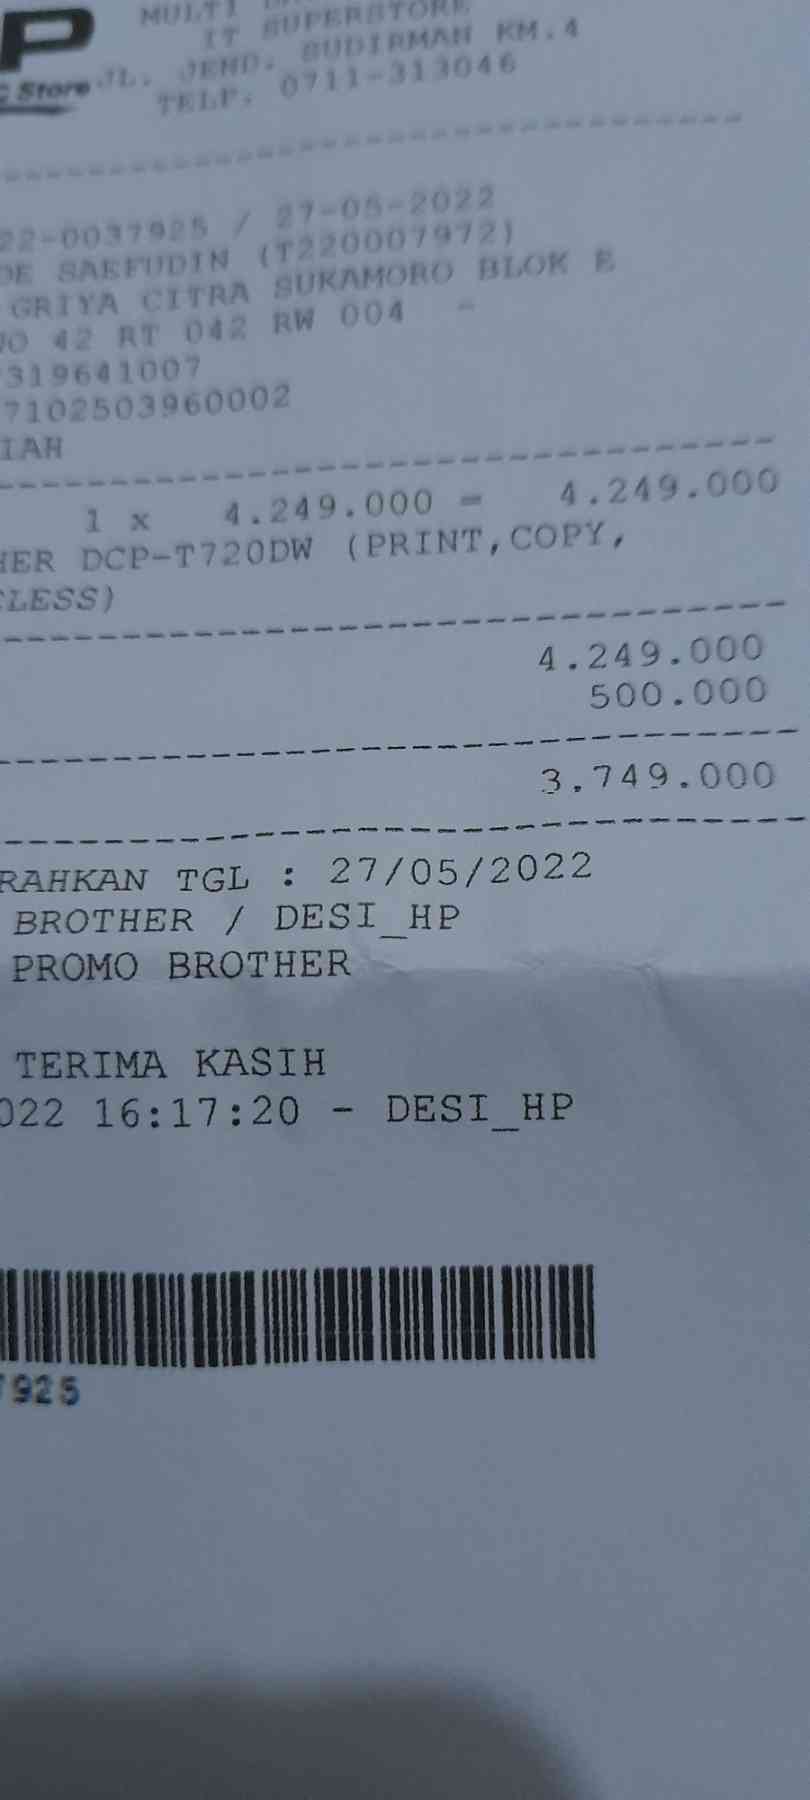 P
MULTI
IT SUPERSTORE
C Store
JL. JEND. SUDIRMAN KM.4
TELP. 0711-313046
22-0037925 / 27-05-2022
DE SAEFUDIN (T220007972)
GRIYA CITRA SUKAMORO BLOK E
NO 42 RT 042 RW 004 -
319641007
7102503960002
IAH
1 x 4.249.000 = 4.249.000
HER DCP-T720DW (PRINT,COPY,
ELESS)
4.249.000
500.000
3.749.000
RAHKAN TGL : 27/05/2022
BROTHER / DESI_HP
PROMO BROTHER
TERIMA KASIH
022 16:17:20 - DESI_HP
7925